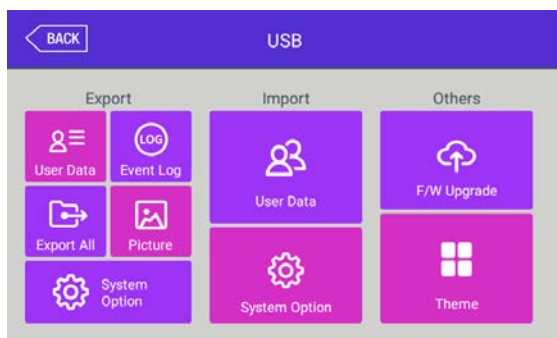 BACK
USB
Export
Import
Others
User Data
LOG
Event Log
Export All
Picture
System
Option
User Data
System Option
F/W Upgrade
Theme